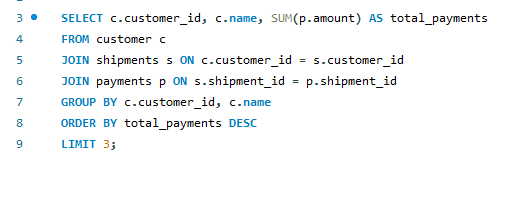 3 SELECT c.customer_id, c.name, SUM(p.amount) AS total_payments
4 FROM customer c
5 JOIN shipments s ON c.customer_id = s.customer_id
6 JOIN payments p ON s.shipment_id = p.shipment_id
7 GROUP BY c.customer_id, c.name
8 ORDER BY total_payments DESC
9 LIMIT 3;